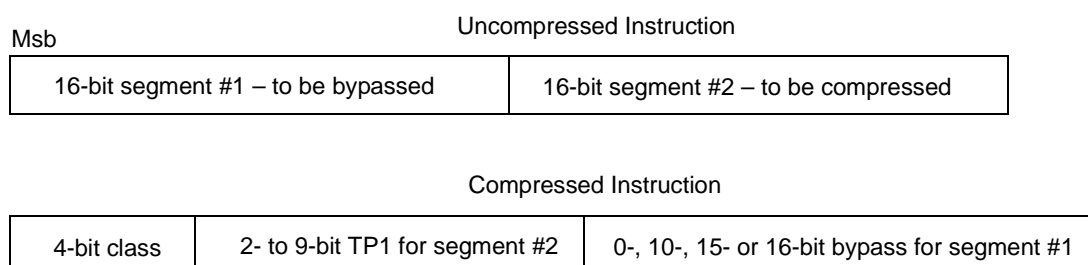 Uncompressed Instruction
Msb
16-bit segment #1 – to be bypassed
16-bit segment #2 – to be compressed
Compressed Instruction
4-bit class
2- to 9-bit TP1 for segment #2
0-, 10-, 15- or 16-bit bypass for segment #1